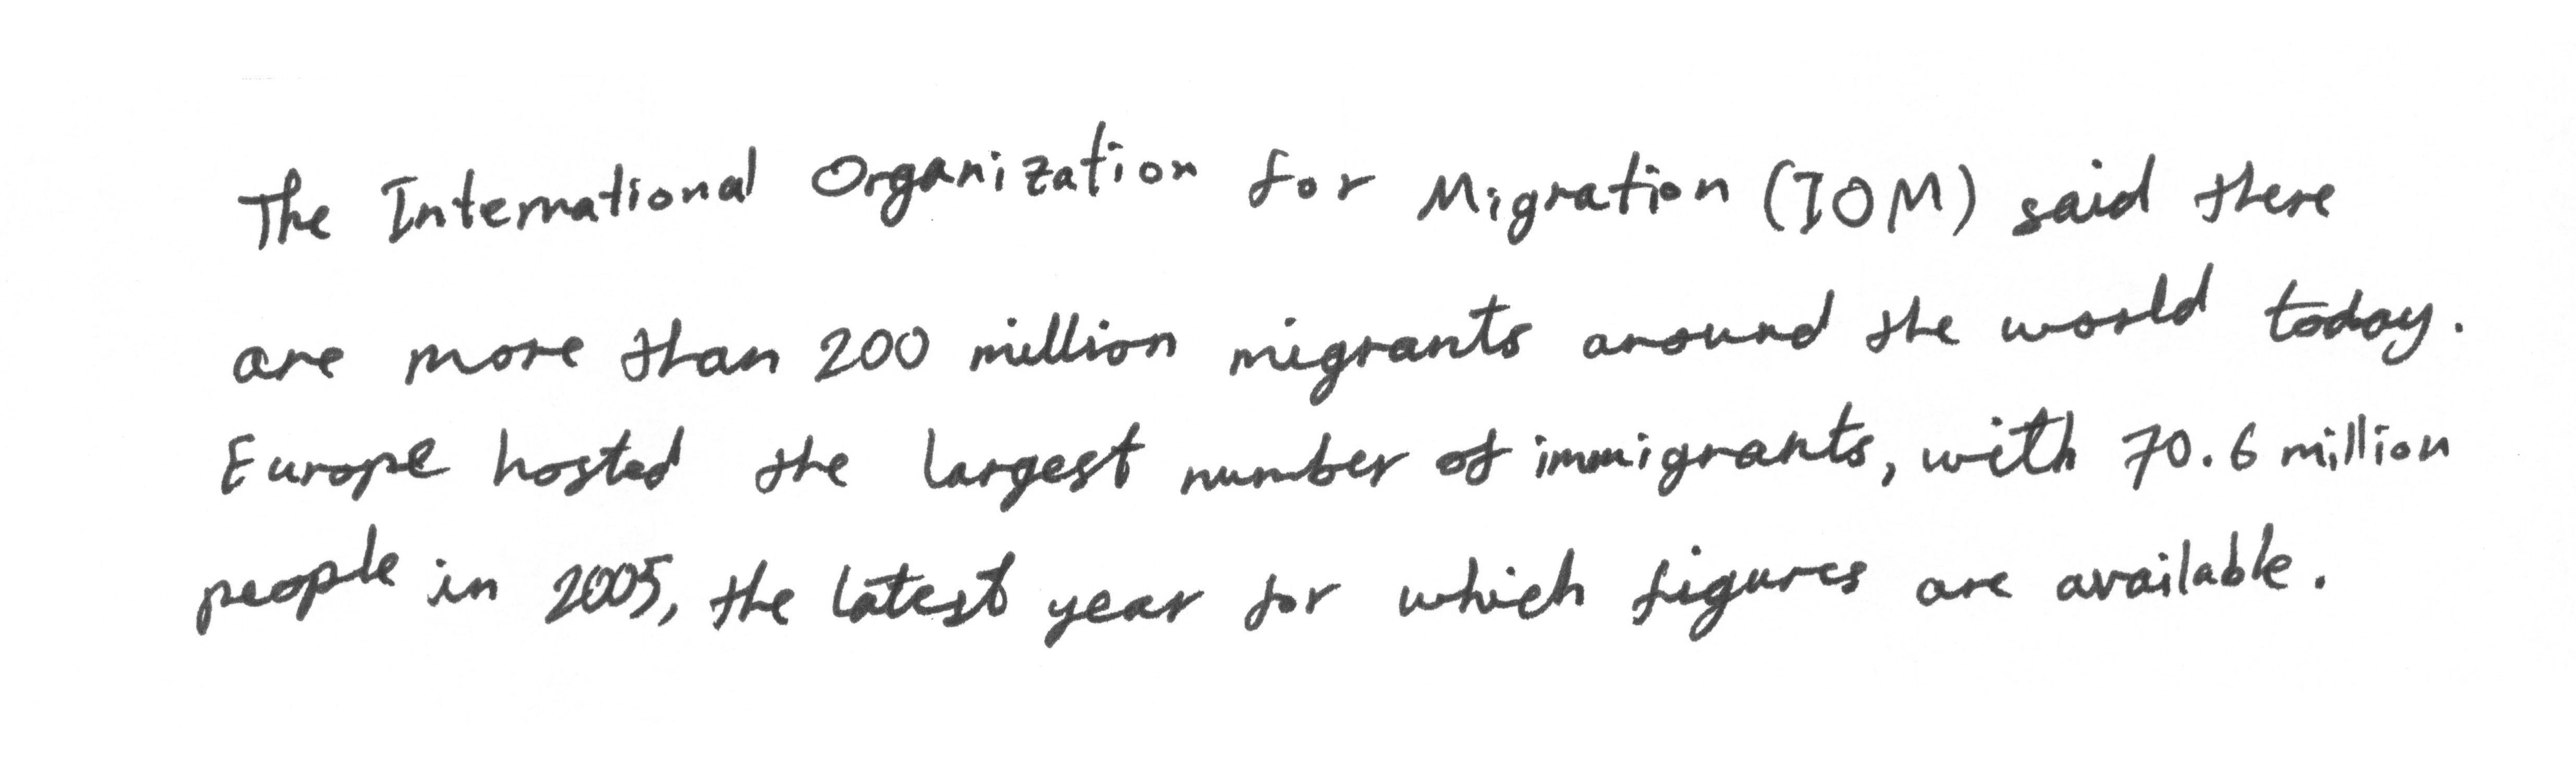 The International Organization for Migration (IOM) said there
are more than 200 million migrants around the world today.
Europe hosted the largest number of immigrants, with 70.6 million
people in 2005, the latest year for which figures are available.